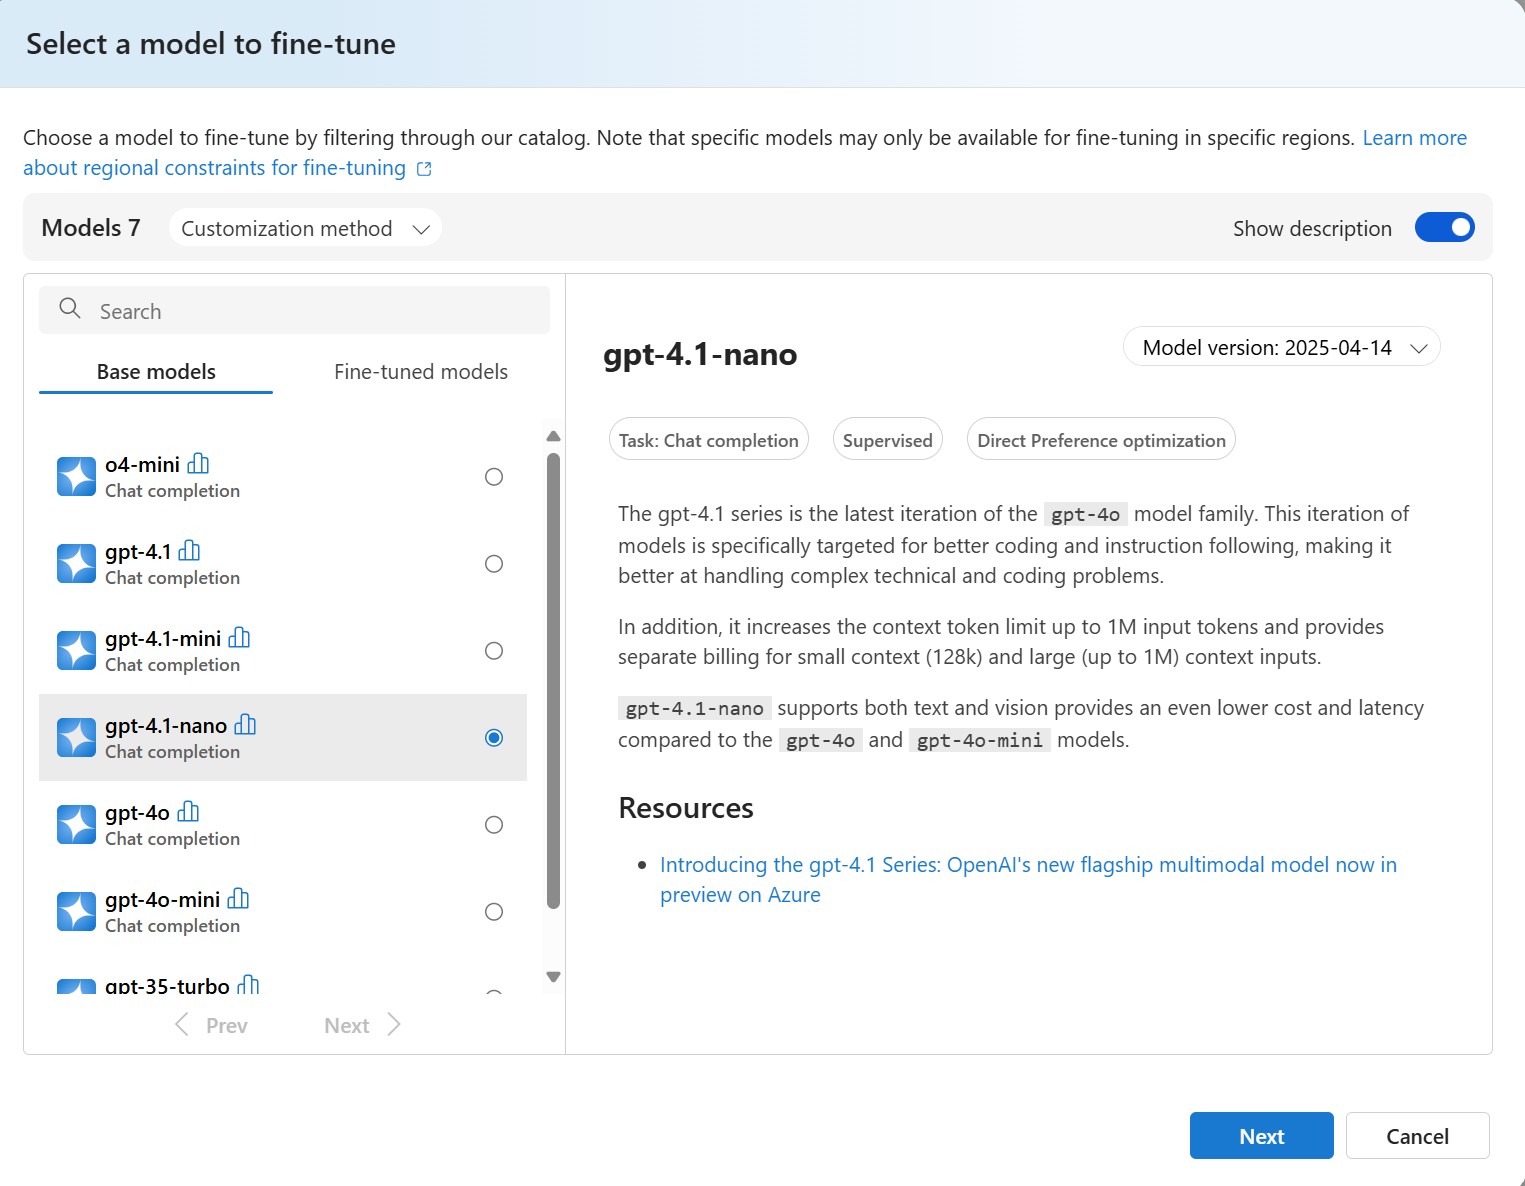 Select a model to fine-tune
Choose a model to fine-tune by filtering through our catalog. Note that specific models may only be available for fine-tuning in specific regions. Learn more
about regional constraints for fine-tuning
Models 7
Customization method
Show description
Search
Base models
Fine-tuned models
o4-mini
Chat completion
gpt-4.1
Chat completion
gpt-4.1-mini
Chat completion
gpt-4.1-nano
Chat completion
gpt-4o
Chat completion
gpt-4o-mini
Chat completion
gpt-35-turbo
Prev
Next
gpt-4.1-nano
Model version: 2025-04-14
Task: Chat completion
Supervised
Direct Preference optimization
The gpt-4.1 series is the latest iteration of the gpt-4o model family. This iteration of
models is specifically targeted for better coding and instruction following, making it
better at handling complex technical and coding problems.
In addition, it increases the context token limit up to 1M input tokens and provides
separate billing for small context (128k) and large (up to 1M) context inputs.
gpt-4.1-nano supports both text and vision provides an even lower cost and latency
compared to the gpt-4o and gpt-4o-mini models.
Resources
Introducing the gpt-4.1 Series: OpenAI's new flagship multimodal model now in
preview on Azure
Next
Cancel